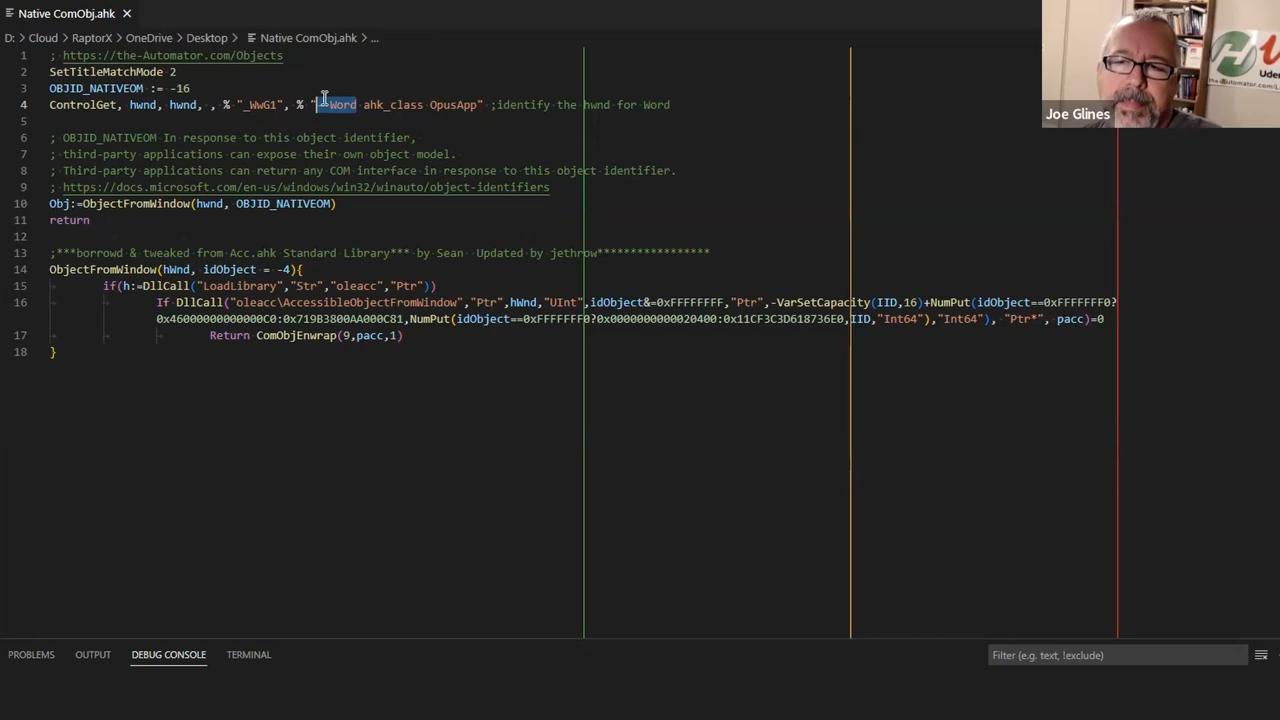 Native ComObj.ahk
D: > Cloud > RaptorX > OneDrive > Desktop > Native ComObj.ahk > ...
1 ; https://the-Automator.com/Objects
2 SetTitleMatchMode 2
3 OBJID_NATIVEOM := -16
4 ControlGet, hwnd, hwnd, , % "_WwG1", % " - Word ahk_class OpusApp" ;identify the hwnd for Word
5
6 ; OBJID_NATIVEOM In response to this object identifier,
7 ; third-party applications can expose their own object model.
8 ; Third-party applications can return any COM interface in response to this object identifier.
9 ; https://docs.microsoft.com/en-us/windows/win32/winauto/object-identifiers
10 Obj:=ObjectFromWindow(hwnd, OBJID_NATIVEOM)
11 return
12
13 ;***borrowd & tweaked from Acc.ahk Standard Library*** by Sean  Updated by jethrow*****************
14 ObjectFromWindow(hWnd, idObject = -4){
15 if(h:=DllCall("LoadLibrary","Str","oleacc","Ptr"))
16 If DllCall("oleacc\AccessibleObjectFromWindow","Ptr",hWnd,"UInt",idObject&=0xFFFFFFFF,"Ptr",-VarSetCapacity(IID,16)+NumPut(idObject==0xFFFFFFF0?
0x46000000000000C0:0x719B3800AA000C81,NumPut(idObject==0xFFFFFFF0?0x0000000000020400:0x11CF3C3D618736E0,IID,"Int64"),"Int64"), "Ptr*", pacc)=0
17 Return ComObjEnwrap(9,pacc,1)
18 }
Joe Glines
PROBLEMS OUTPUT DEBUG CONSOLE TERMINAL
Filter (e.g. text, !exclude)